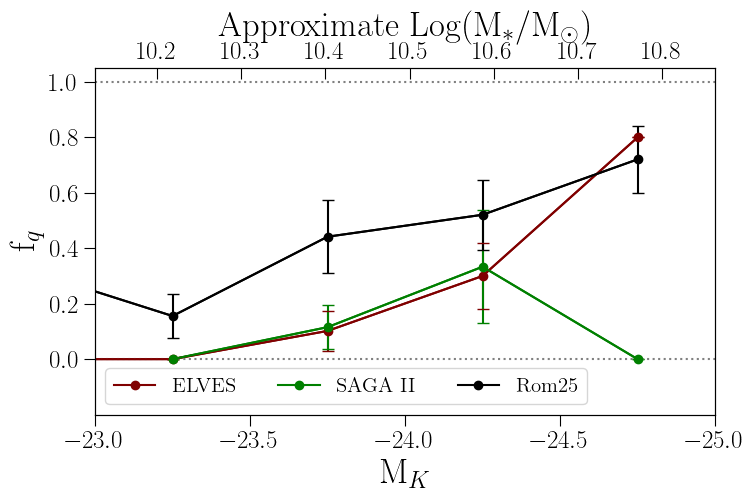 Approximate Log(M*/M⊙)
10.2 10.3 10.4 10.5 10.6 10.7 10.8
1.0
0.8
0.6
0.4
0.2
0.0
f_q
ELVES SAGA II Rom25
−23.0 −23.5 −24.0 −24.5 −25.0
M_K